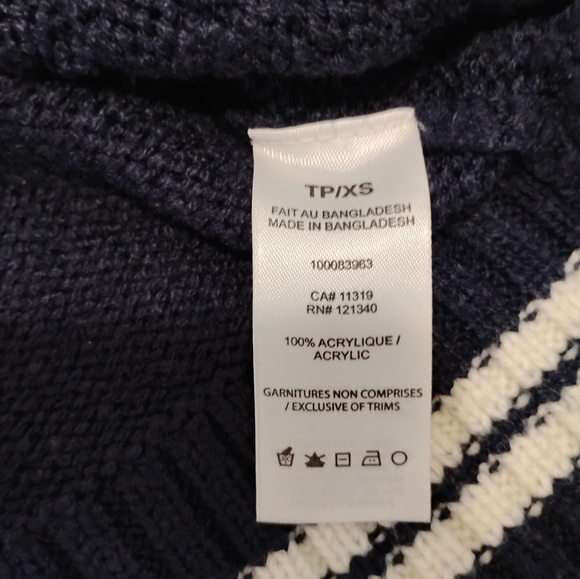 TP/XS
FAIT AU BANGLADESH
MADE IN BANGLADESH
100083963
CA# 11319
RN# 121340
100% ACRYLIQUE /
ACRYLIC
GARNITURES NON COMPRISES
/ EXCLUSIVE OF TRIMS